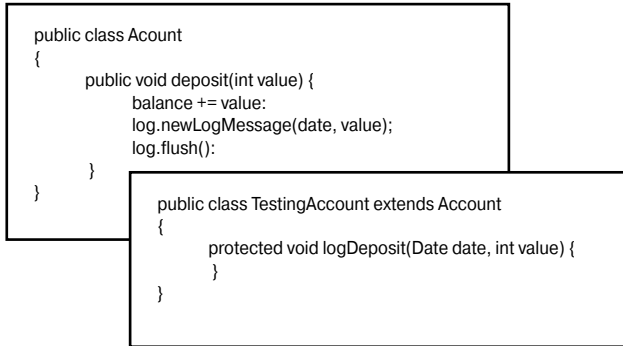 public class Acount
{
public void deposit(int value) {
balance += value:
log.newLogMessage(date, value);
log.flush():
}
}
public class TestingAccount extends Account
{
protected void logDeposit(Date date, int value) {
}
}